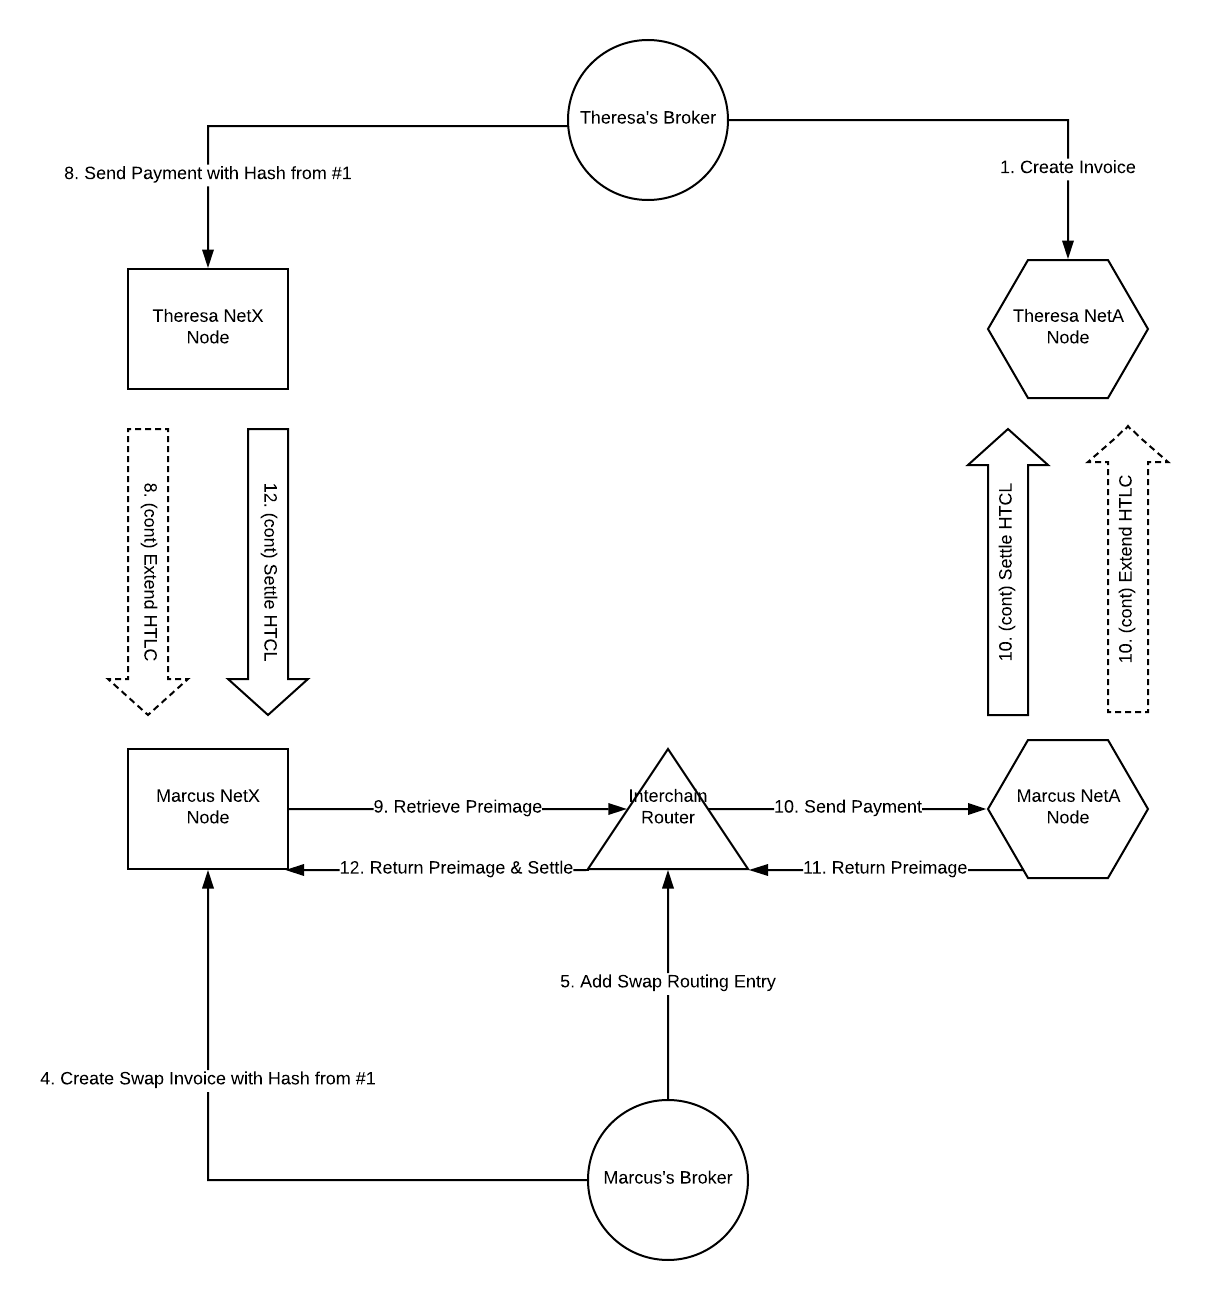 Theresa's Broker
8. Send Payment with Hash from #1
1. Create Invoice
Theresa NetX
Node
Theresa NetA
Node
8. (cont) Extend HTLC
12. (cont) Settle HTCL
10. (cont) Settle HTCL
10. (cont) Extend HTLC
Marcus NetX
Node
9. Retrieve Preimage
Interchain
Router
10. Send Payment
Marcus NetA
Node
12. Return Preimage & Settle
11. Return Preimage
5. Add Swap Routing Entry
4. Create Swap Invoice with Hash from #1
Marcus's Broker